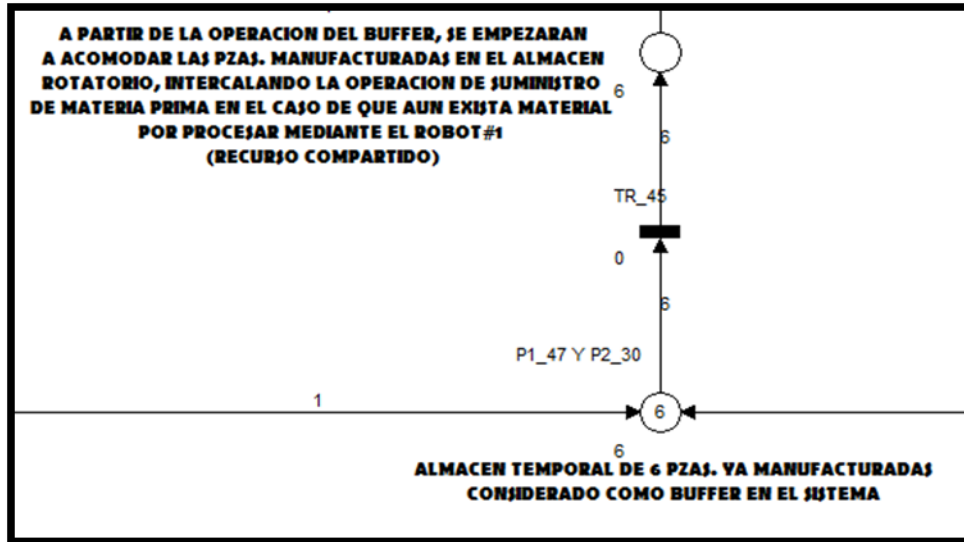 A PARTIR DE LA OPERACION DEL BUFFER, SE EMPEZARAN
A ACOMODAR LAS PZAS. MANUFACTURADAS EN EL ALMACEN
ROTATORIO, INTERCALANDO LA OPERACION DE SUMINISTRO
DE MATERIA PRIMA EN EL CASO DE QUE AUN EXISTA MATERIAL
POR PROCESAR MEDIANTE EL ROBOT#1
(RECURSO COMPARTIDO)
6
6
TR_45
0
6
P1_47 Y P2_30
1
6
6
ALMACEN TEMPORAL DE 6 PZAS. YA MANUFACTURADAS
CONSIDERADO COMO BUFFER EN EL SISTEMA